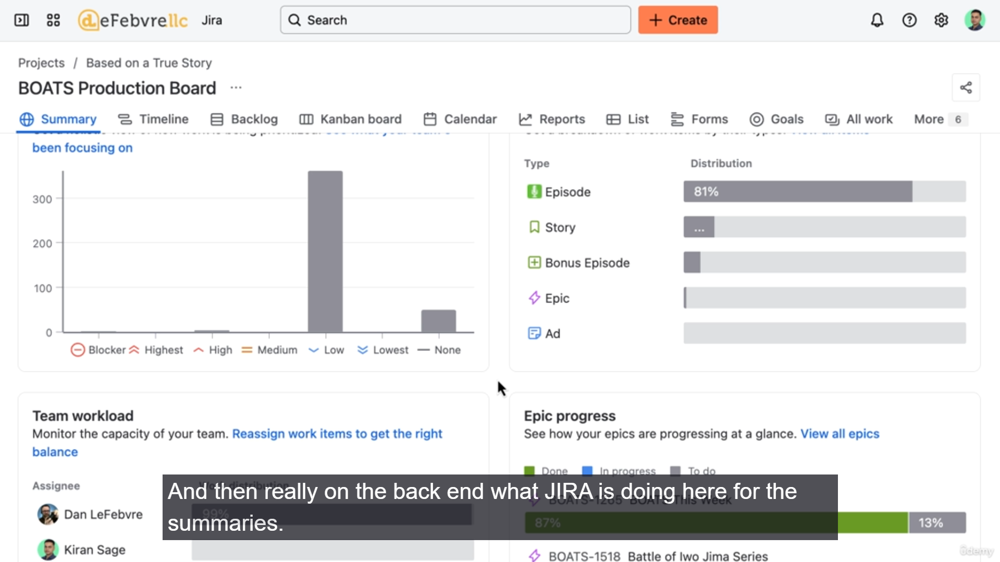 deFebvrellc Jira
Search
Create
Projects / Based on a True Story
BOATS Production Board ...
Summary Timeline Backlog Kanban board Calendar Reports List Forms Goals All work More 6
been focusing on
300
200
100
0
Blocker Highest High Medium Low Lowest None
Type Distribution
Episode 81%
Story ...
Bonus Episode
Epic
Ad
Team workload
Monitor the capacity of your team. Reassign work items to get the right
balance
Assignee Work distribution
Dan LeFebvre 99%
Kiran Sage
Epic progress
See how your epics are progressing at a glance. View all epics
Done In progress To do
BOATS-1265 BOATS This Week
87% 13%
BOATS-1518 Battle of Iwo Jima Series
And then really on the back end what JIRA is doing here for the
summaries.
udemy